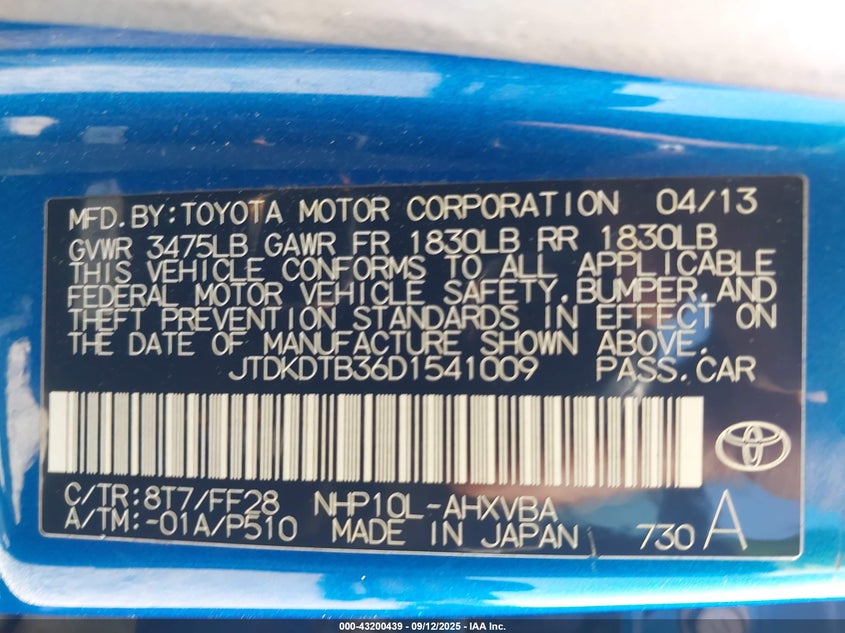 MFD.BY:TOYOTA MOTOR CORPORATION 04/13
GVWR 3475LB GAWR FR 1830LB RR 1830LB
THIS VEHICLE CONFORMS TO ALL APPLICABLE
FEDERAL MOTOR VEHICLE SAFETY,BUMPER,AND
THEFT PREVENTION STANDARDS IN EFFECT ON
THE DATE OF MANUFACTURE SHOWN ABOVE.
JTDKDTB36D1541009 PASS.CAR
C/TR:8T7/FF28 NHP10L-AHXVBA
A/TM:-01A/P510 MADE IN JAPAN 730 A
000-43200439 - 09/12/2025 - IAA Inc.